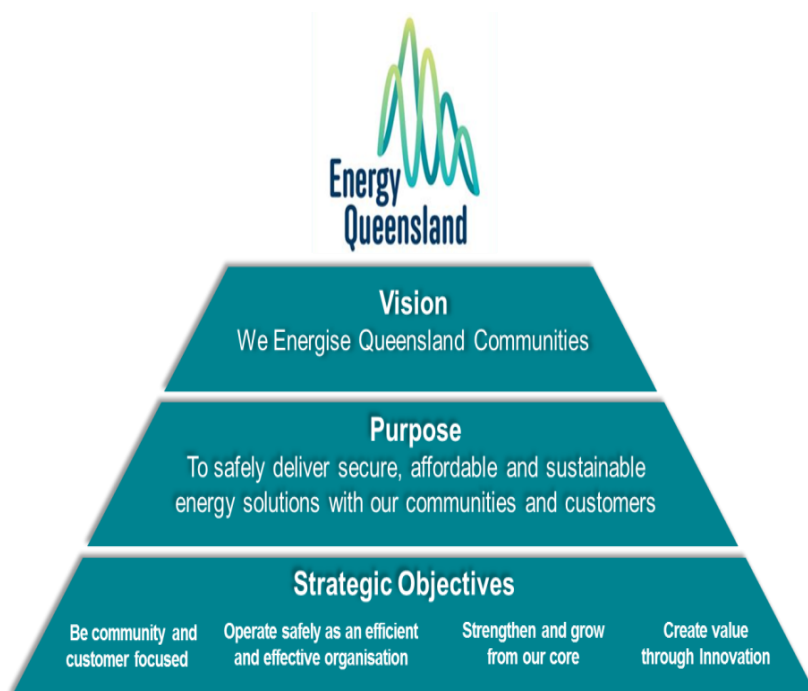 Energy
Queensland
Vision
We Energise Queensland Communities
Purpose
To safely deliver secure, affordable and sustainable
energy solutions with our communities and customers
Strategic Objectives
Be community and
customer focused
Operate safely as an efficient
and effective organisation
Strengthen and grow
from our core
Create value
through Innovation